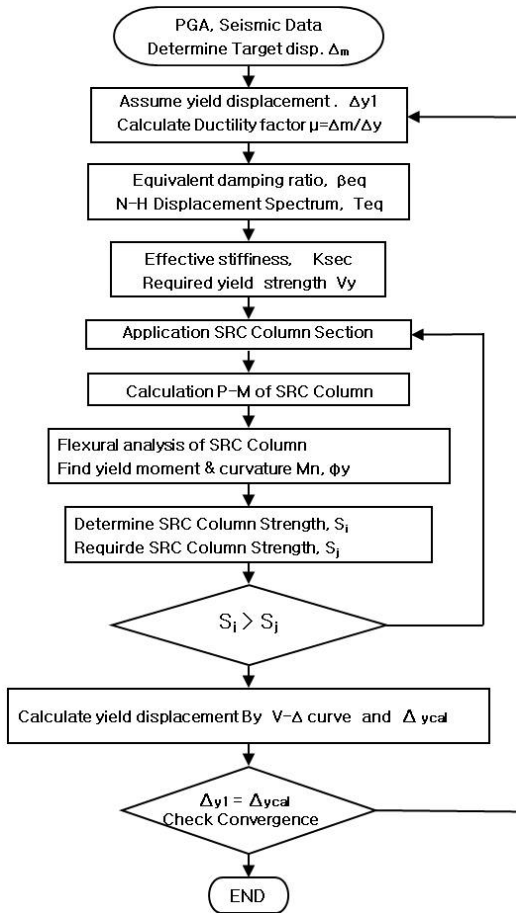 PGA, Seismic Data
Determine Target disp. Δm
Assume yield displacement . Δy1
Calculate Ductility factor μ=Δm/Δy
Equivalent damping ratio, βeq
N-H Displacement Spectrum, Teq
Effective stiffness, Ksec
Required yield strength Vy
Application SRC Column Section
Calculation P-M of SRC Column
Flexural analysis of SRC Column
Find yield moment & curvature Mn, ϕy
Determine SRC Column Strength, Si
Requirde SRC Column Strength, Sj
Si > Sj
Calculate yield displacement By V-Δ curve and Δ ycal
Δy1 = Δycal
Check Convergence
END